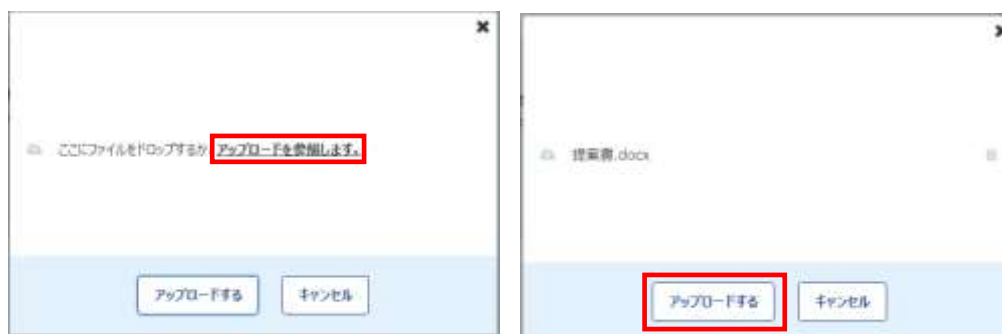 ここにファイルをドロップするか アップロードを参照します。
アップロードする キャンセル
提案書.docx
アップロードする キャンセル